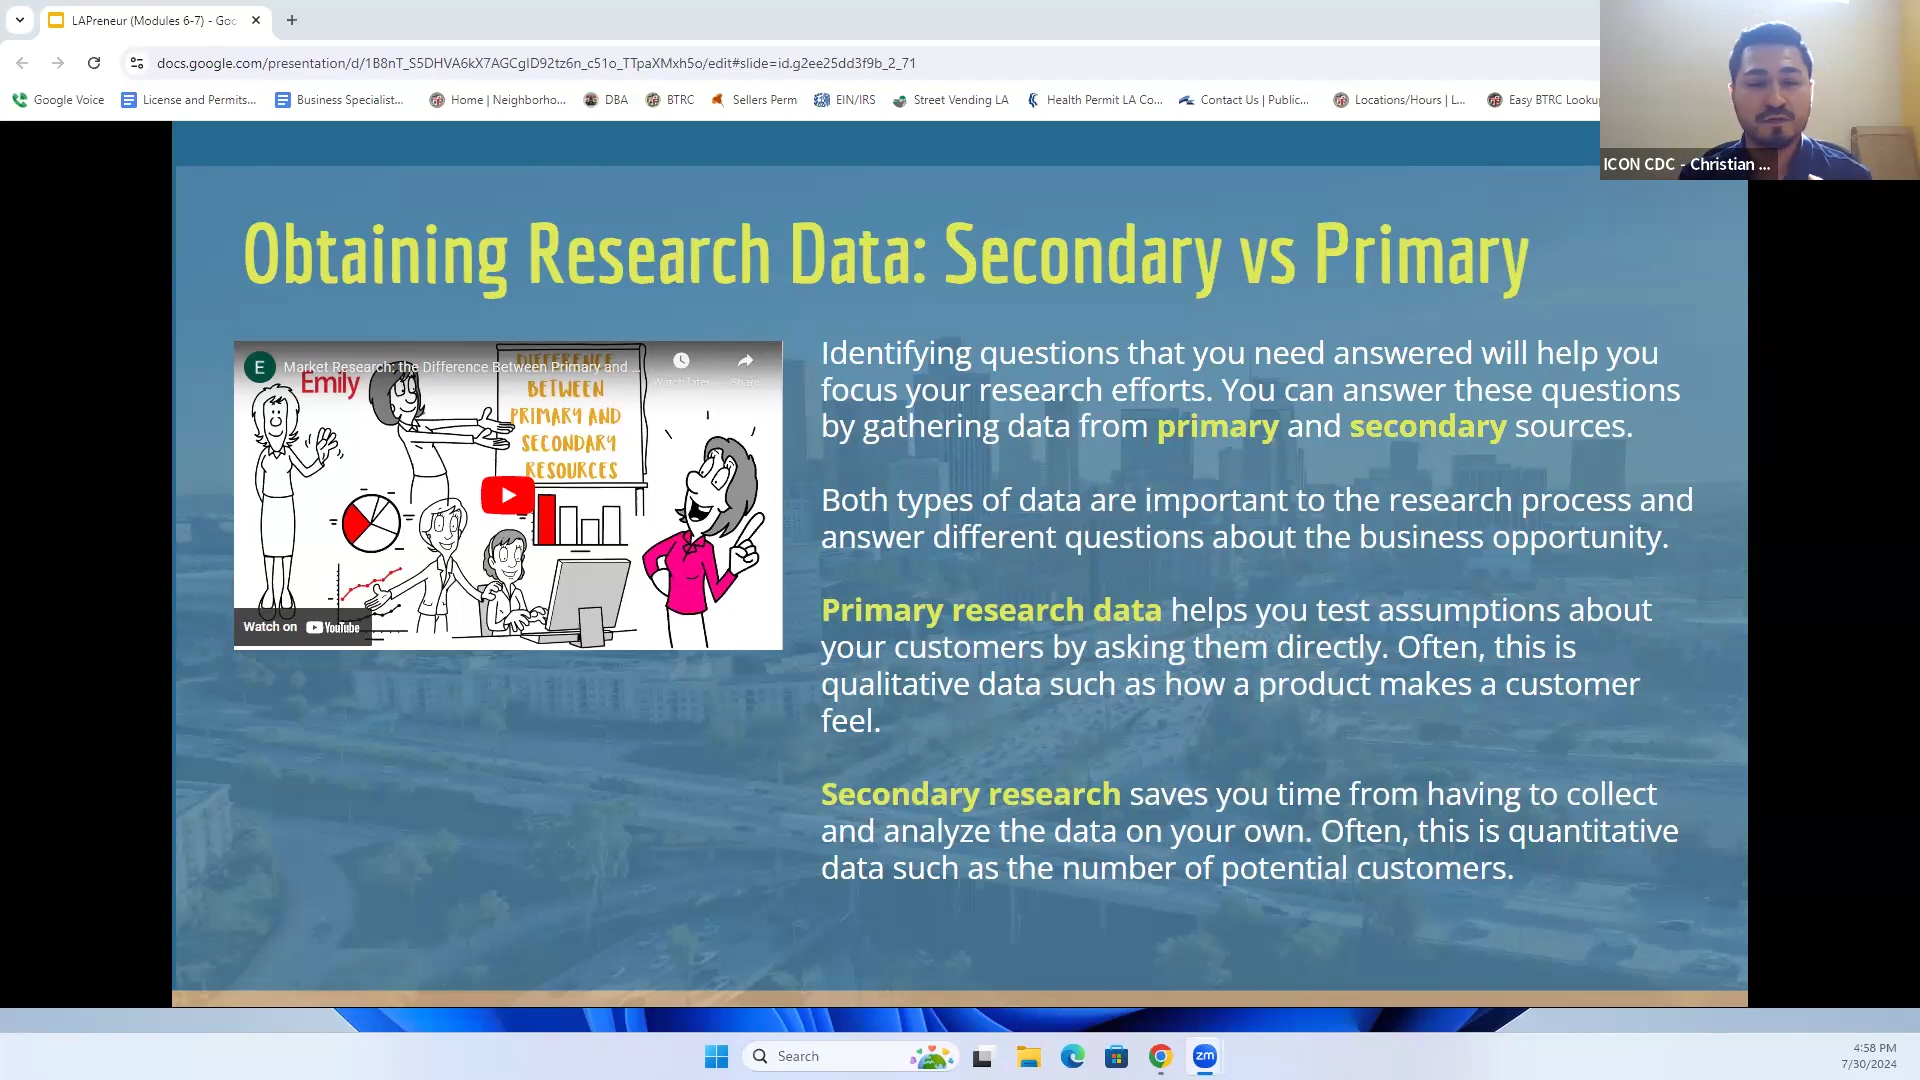 LAPreneur (Modules 6-7) - Goo
docs.google.com/presentation/d/1B8nT_S5DHVA6kX7AGCglD92tz6n_c51o_TTpaXMxh5o/edit#slide=id.g2ee25dd3f9b_2_71
Google Voice License and Permits... Business Specialist... Home | Neighborho... DBA BTRC Sellers Perm EIN/IRS Street Vending LA Health Permit LA Co... Contact Us | Public... Locations/Hours | L... Easy BTRC Looku
ICON CDC - Christian ...
Obtaining Research Data: Secondary vs Primary
E Market Research: the Difference Between Primary and ...
Watch later Share
Emily
DIFFERENCE
BETWEEN
PRIMARY AND
SECONDARY
RESOURCES
Watch on YouTube
Identifying questions that you need answered will help you
focus your research efforts. You can answer these questions
by gathering data from primary and secondary sources.
Both types of data are important to the research process and
answer different questions about the business opportunity.
Primary research data helps you test assumptions about
your customers by asking them directly. Often, this is
qualitative data such as how a product makes a customer
feel.
Secondary research saves you time from having to collect
and analyze the data on your own. Often, this is quantitative
data such as the number of potential customers.
Search
zm
4:58 PM
7/30/2024